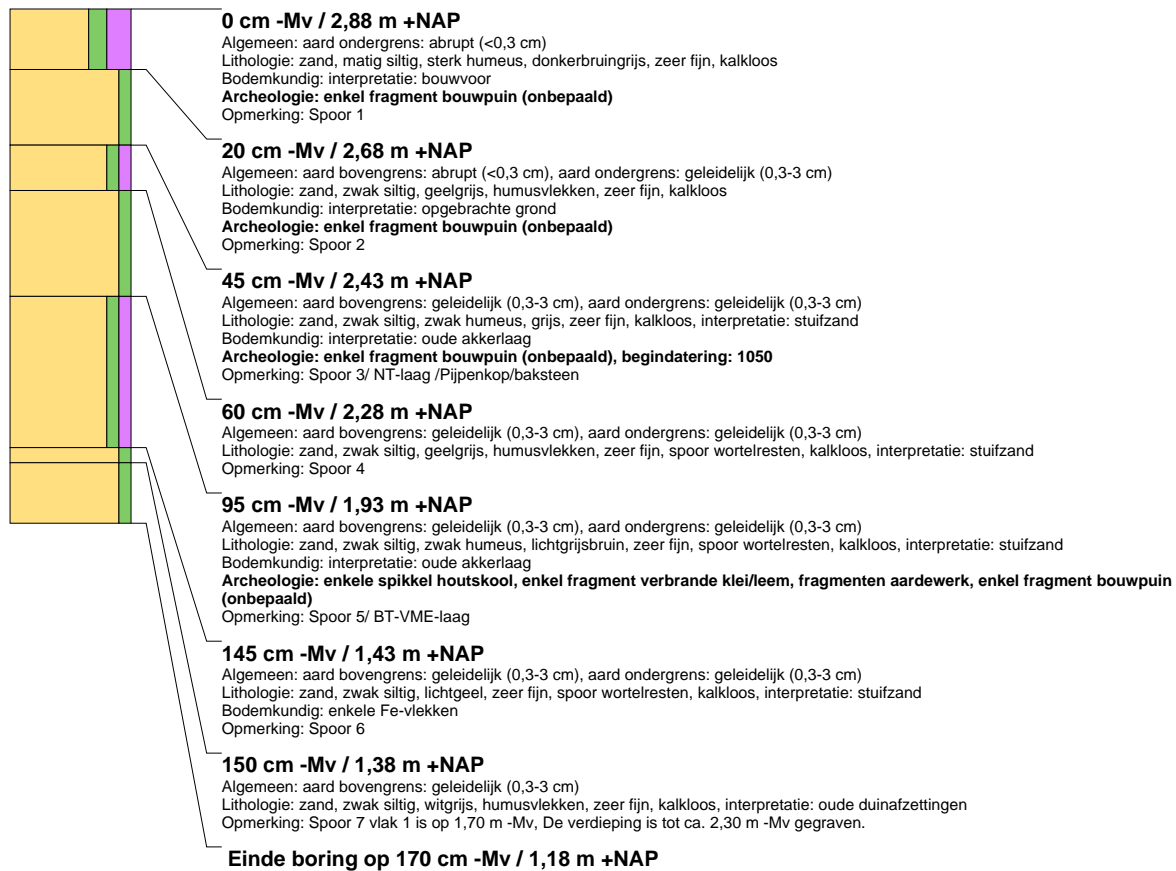 0 cm -Mv / 2,88 m +NAP
Algemeen: aard ondergrens: abrupt (<0,3 cm)
Lithologie: zand, matig siltig, sterk humeus, donkerbruingrijs, zeer fijn, kalkloos
Bodemkundig: interpretatie: bouwvoor
Archeologie: enkel fragment bouwpuin (onbepaald)
Opmerking: Spoor 1
20 cm -Mv / 2,68 m +NAP
Algemeen: aard bovengrens: abrupt (<0,3 cm), aard ondergrens: geleidelijk (0,3-3 cm)
Lithologie: zand, zwak siltig, geelgrijs, humusvlekken, zeer fijn, kalkloos
Bodemkundig: interpretatie: opgebrachte grond
Archeologie: enkel fragment bouwpuin (onbepaald)
Opmerking: Spoor 2
45 cm -Mv / 2,43 m +NAP
Algemeen: aard bovengrens: geleidelijk (0,3-3 cm), aard ondergrens: geleidelijk (0,3-3 cm)
Lithologie: zand, zwak siltig, zwak humeus, grijs, zeer fijn, kalkloos, interpretatie: stuifzand
Bodemkundig: interpretatie: oude akkerlaag
Archeologie: enkel fragment bouwpuin (onbepaald), begindatering: 1050
Opmerking: Spoor 3/ NT-laag /Pijpenkop/baksteen
60 cm -Mv / 2,28 m +NAP
Algemeen: aard bovengrens: geleidelijk (0,3-3 cm), aard ondergrens: geleidelijk (0,3-3 cm)
Lithologie: zand, zwak siltig, geelgrijs, humusvlekken, zeer fijn, spoor wortelresten, kalkloos, interpretatie: stuifzand
Opmerking: Spoor 4
95 cm -Mv / 1,93 m +NAP
Algemeen: aard bovengrens: geleidelijk (0,3-3 cm), aard ondergrens: geleidelijk (0,3-3 cm)
Lithologie: zand, zwak siltig, zwak humeus, lichtgrijsbruin, zeer fijn, spoor wortelresten, kalkloos, interpretatie: stuifzand
Bodemkundig: interpretatie: oude akkerlaag
Archeologie: enkele spikkel houtskool, enkel fragment verbrande klei/leem, fragmenten aardewerk, enkel fragment bouwpuin
(onbepaald)
Opmerking: Spoor 5/ BT-VME-laag
145 cm -Mv / 1,43 m +NAP
Algemeen: aard bovengrens: geleidelijk (0,3-3 cm), aard ondergrens: geleidelijk (0,3-3 cm)
Lithologie: zand, zwak siltig, lichtgeel, zeer fijn, spoor wortelresten, kalkloos, interpretatie: stuifzand
Bodemkundig: enkele Fe-vlekken
Opmerking: Spoor 6
150 cm -Mv / 1,38 m +NAP
Algemeen: aard bovengrens: geleidelijk (0,3-3 cm)
Lithologie: zand, zwak siltig, witgrijs, humusvlekken, zeer fijn, kalkloos, interpretatie: oude duinafzettingen
Opmerking: Spoor 7 vlak 1 is op 1,70 m -Mv, De verdieping is tot ca. 2,30 m -Mv gegraven.
Einde boring op 170 cm -Mv / 1,18 m +NAP